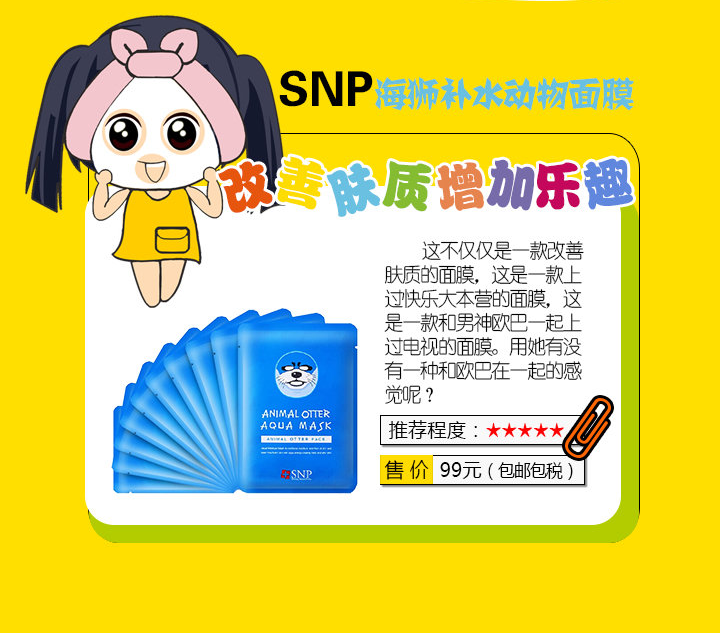 SNP海狮补水动物面膜
改善肤质增加乐趣
这不仅仅是一款改善
肤质的面膜，这是一款上
过快乐大本营的面膜，这
是一款和男神欧巴一起上
过电视的面膜。用她有没
有一种和欧巴在一起的感
觉呢？
ANIMAL OTTER
AQUA MASK
ANIMAL OTTER PACK
SNP
推荐程度：★★★★★
售价 99元（包邮包税）